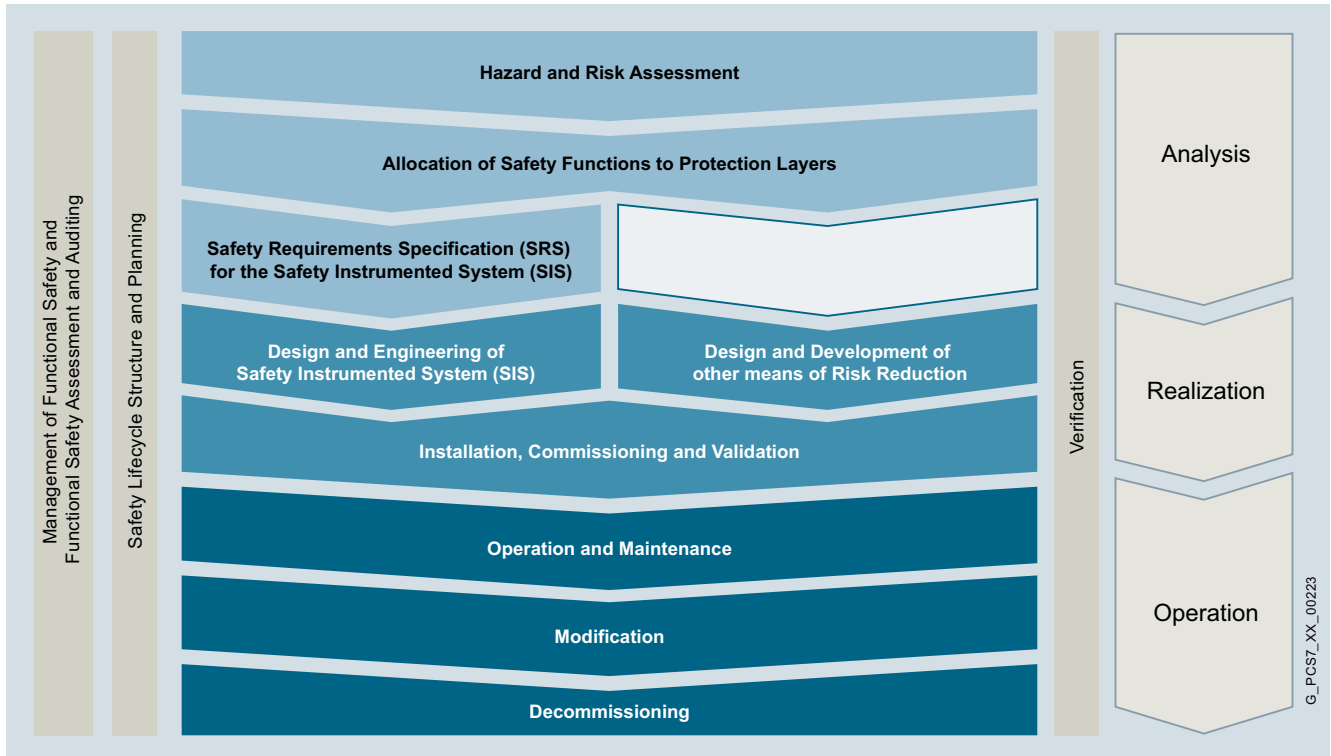 Management of Functional Safety and
Functional Safety Assessment and Auditing
Safety Lifecycle Structure and Planning
Hazard and Risk Assessment
Allocation of Safety Functions to Protection Layers
Safety Requirements Specification (SRS)
for the Safety Instrumented System (SIS)
Design and Engineering of
Safety Instrumented System (SIS)
Design and Development of
other means of Risk Reduction
Installation, Commissioning and Validation
Operation and Maintenance
Modification
Decommissioning
Verification
Analysis
Realization
Operation
G_PCS7_XX_00223